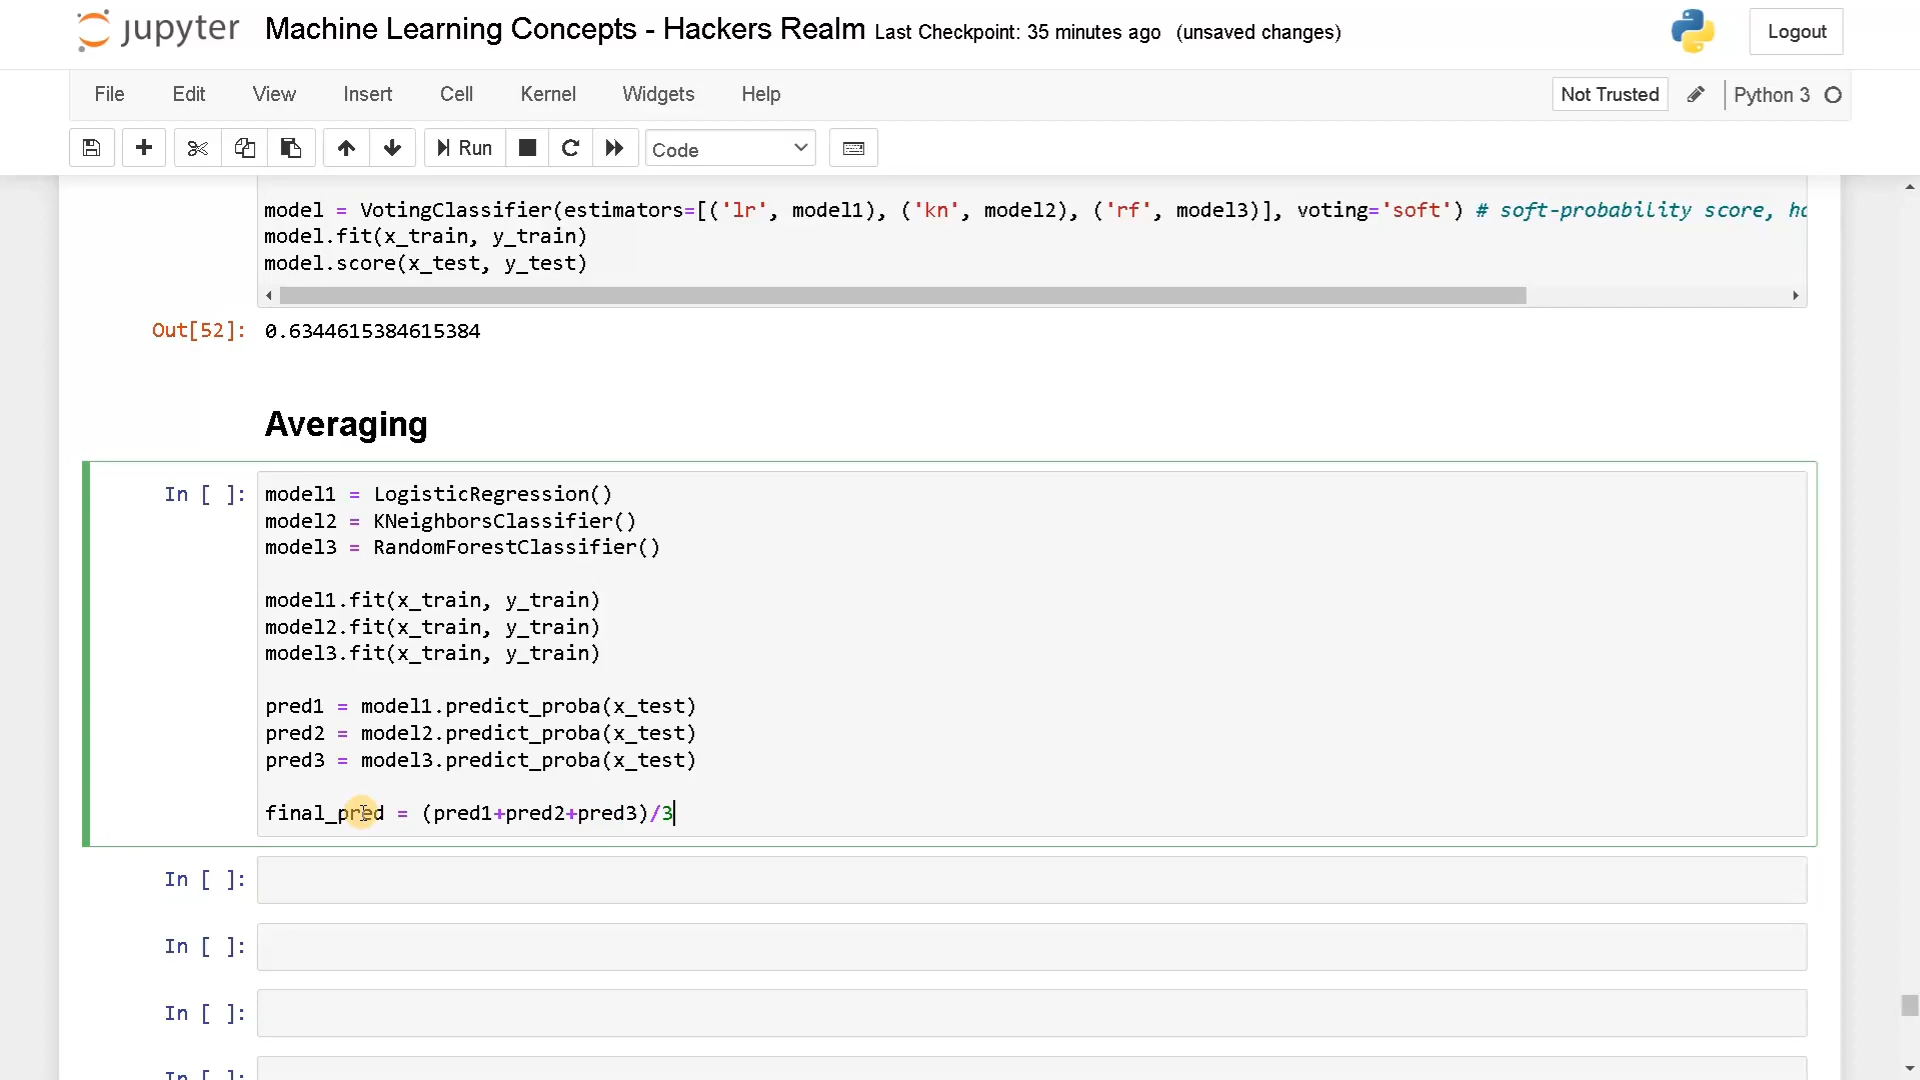 jupyter Machine Learning Concepts - Hackers Realm Last Checkpoint: 35 minutes ago (unsaved changes) Logout
File Edit View Insert Cell Kernel Widgets Help Not Trusted Python 3
Run Code
model = VotingClassifier(estimators=[('lr', model1), ('kn', model2), ('rf', model3)], voting='soft') # soft-probability score,
model.fit(x_train, y_train)
model.score(x_test, y_test)
Out[52]: 0.6344615384615384
Averaging
In [ ]: model1 = LogisticRegression()
model2 = KNeighborsClassifier()
model3 = RandomForestClassifier()
model1.fit(x_train, y_train)
model2.fit(x_train, y_train)
model3.fit(x_train, y_train)
pred1 = model1.predict_proba(x_test)
pred2 = model2.predict_proba(x_test)
pred3 = model3.predict_proba(x_test)
final_pred = (pred1+pred2+pred3)/3
In [ ]:
In [ ]:
In [ ]:
In [ ]: